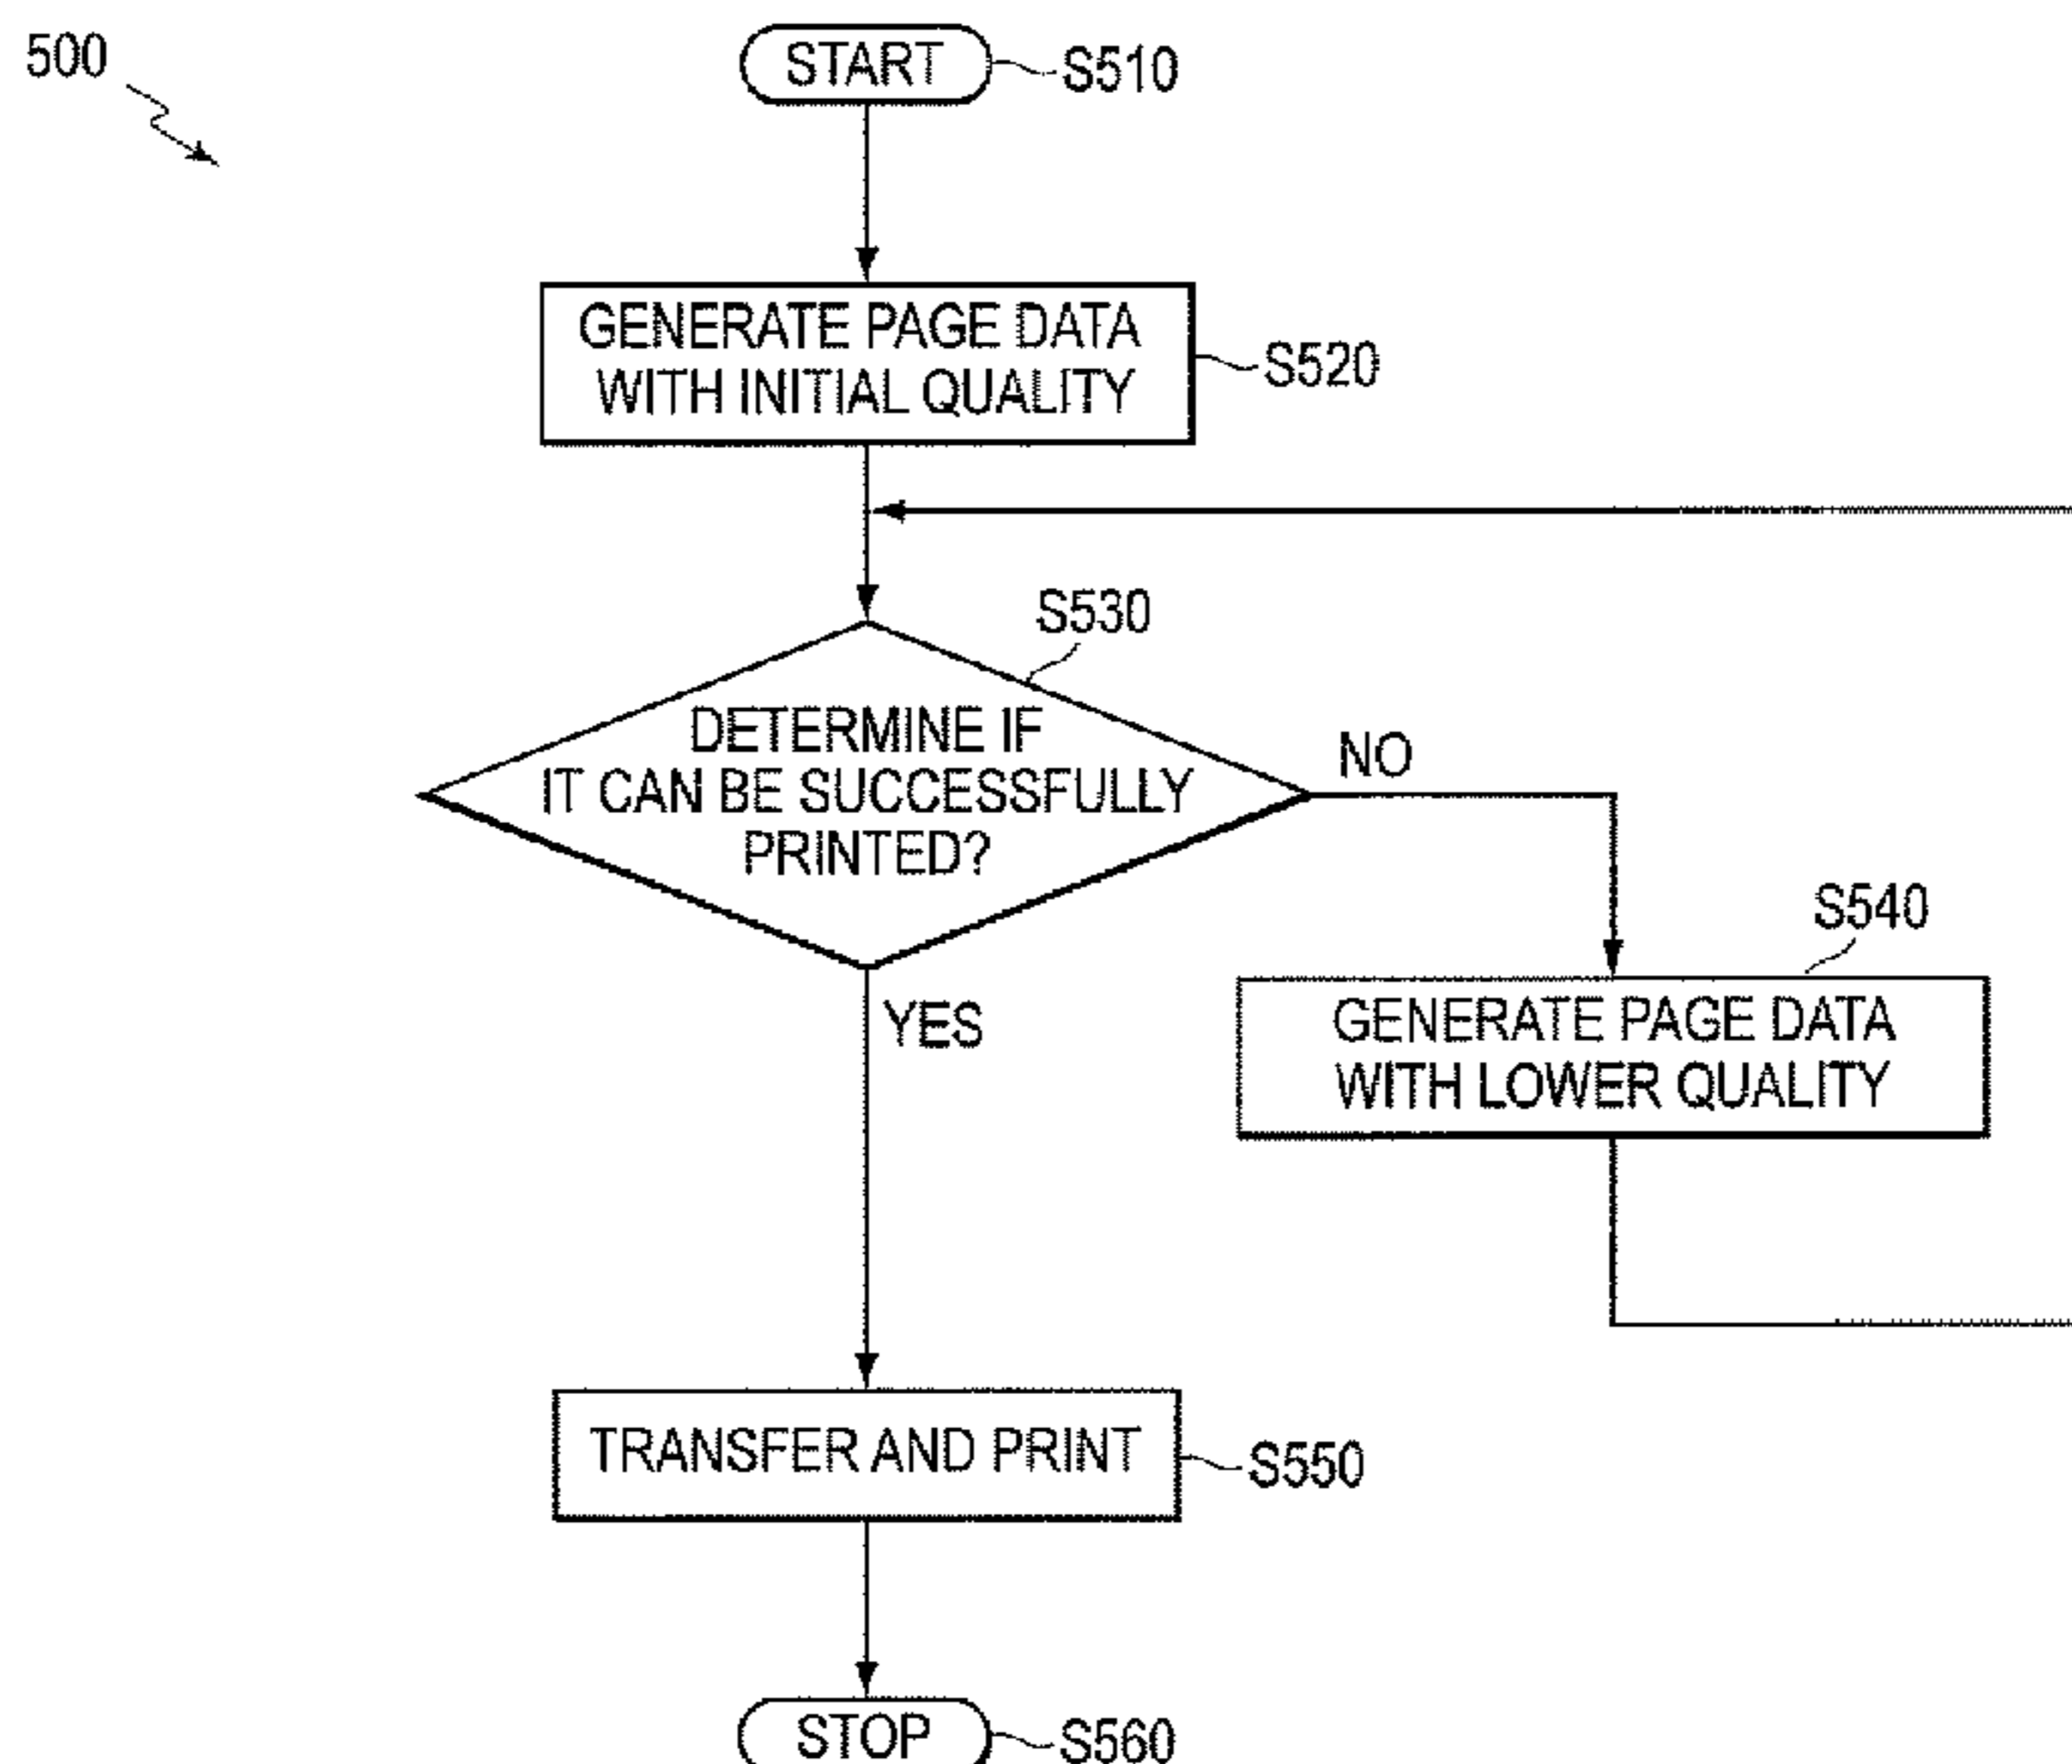 500
START
S510
GENERATE PAGE DATA
WITH INITIAL QUALITY
S520
S530
DETERMINE IF
IT CAN BE SUCCESSFULLY
PRINTED?
NO
S540
YES
GENERATE PAGE DATA
WITH LOWER QUALITY
TRANSFER AND PRINT
S550
STOP
S560